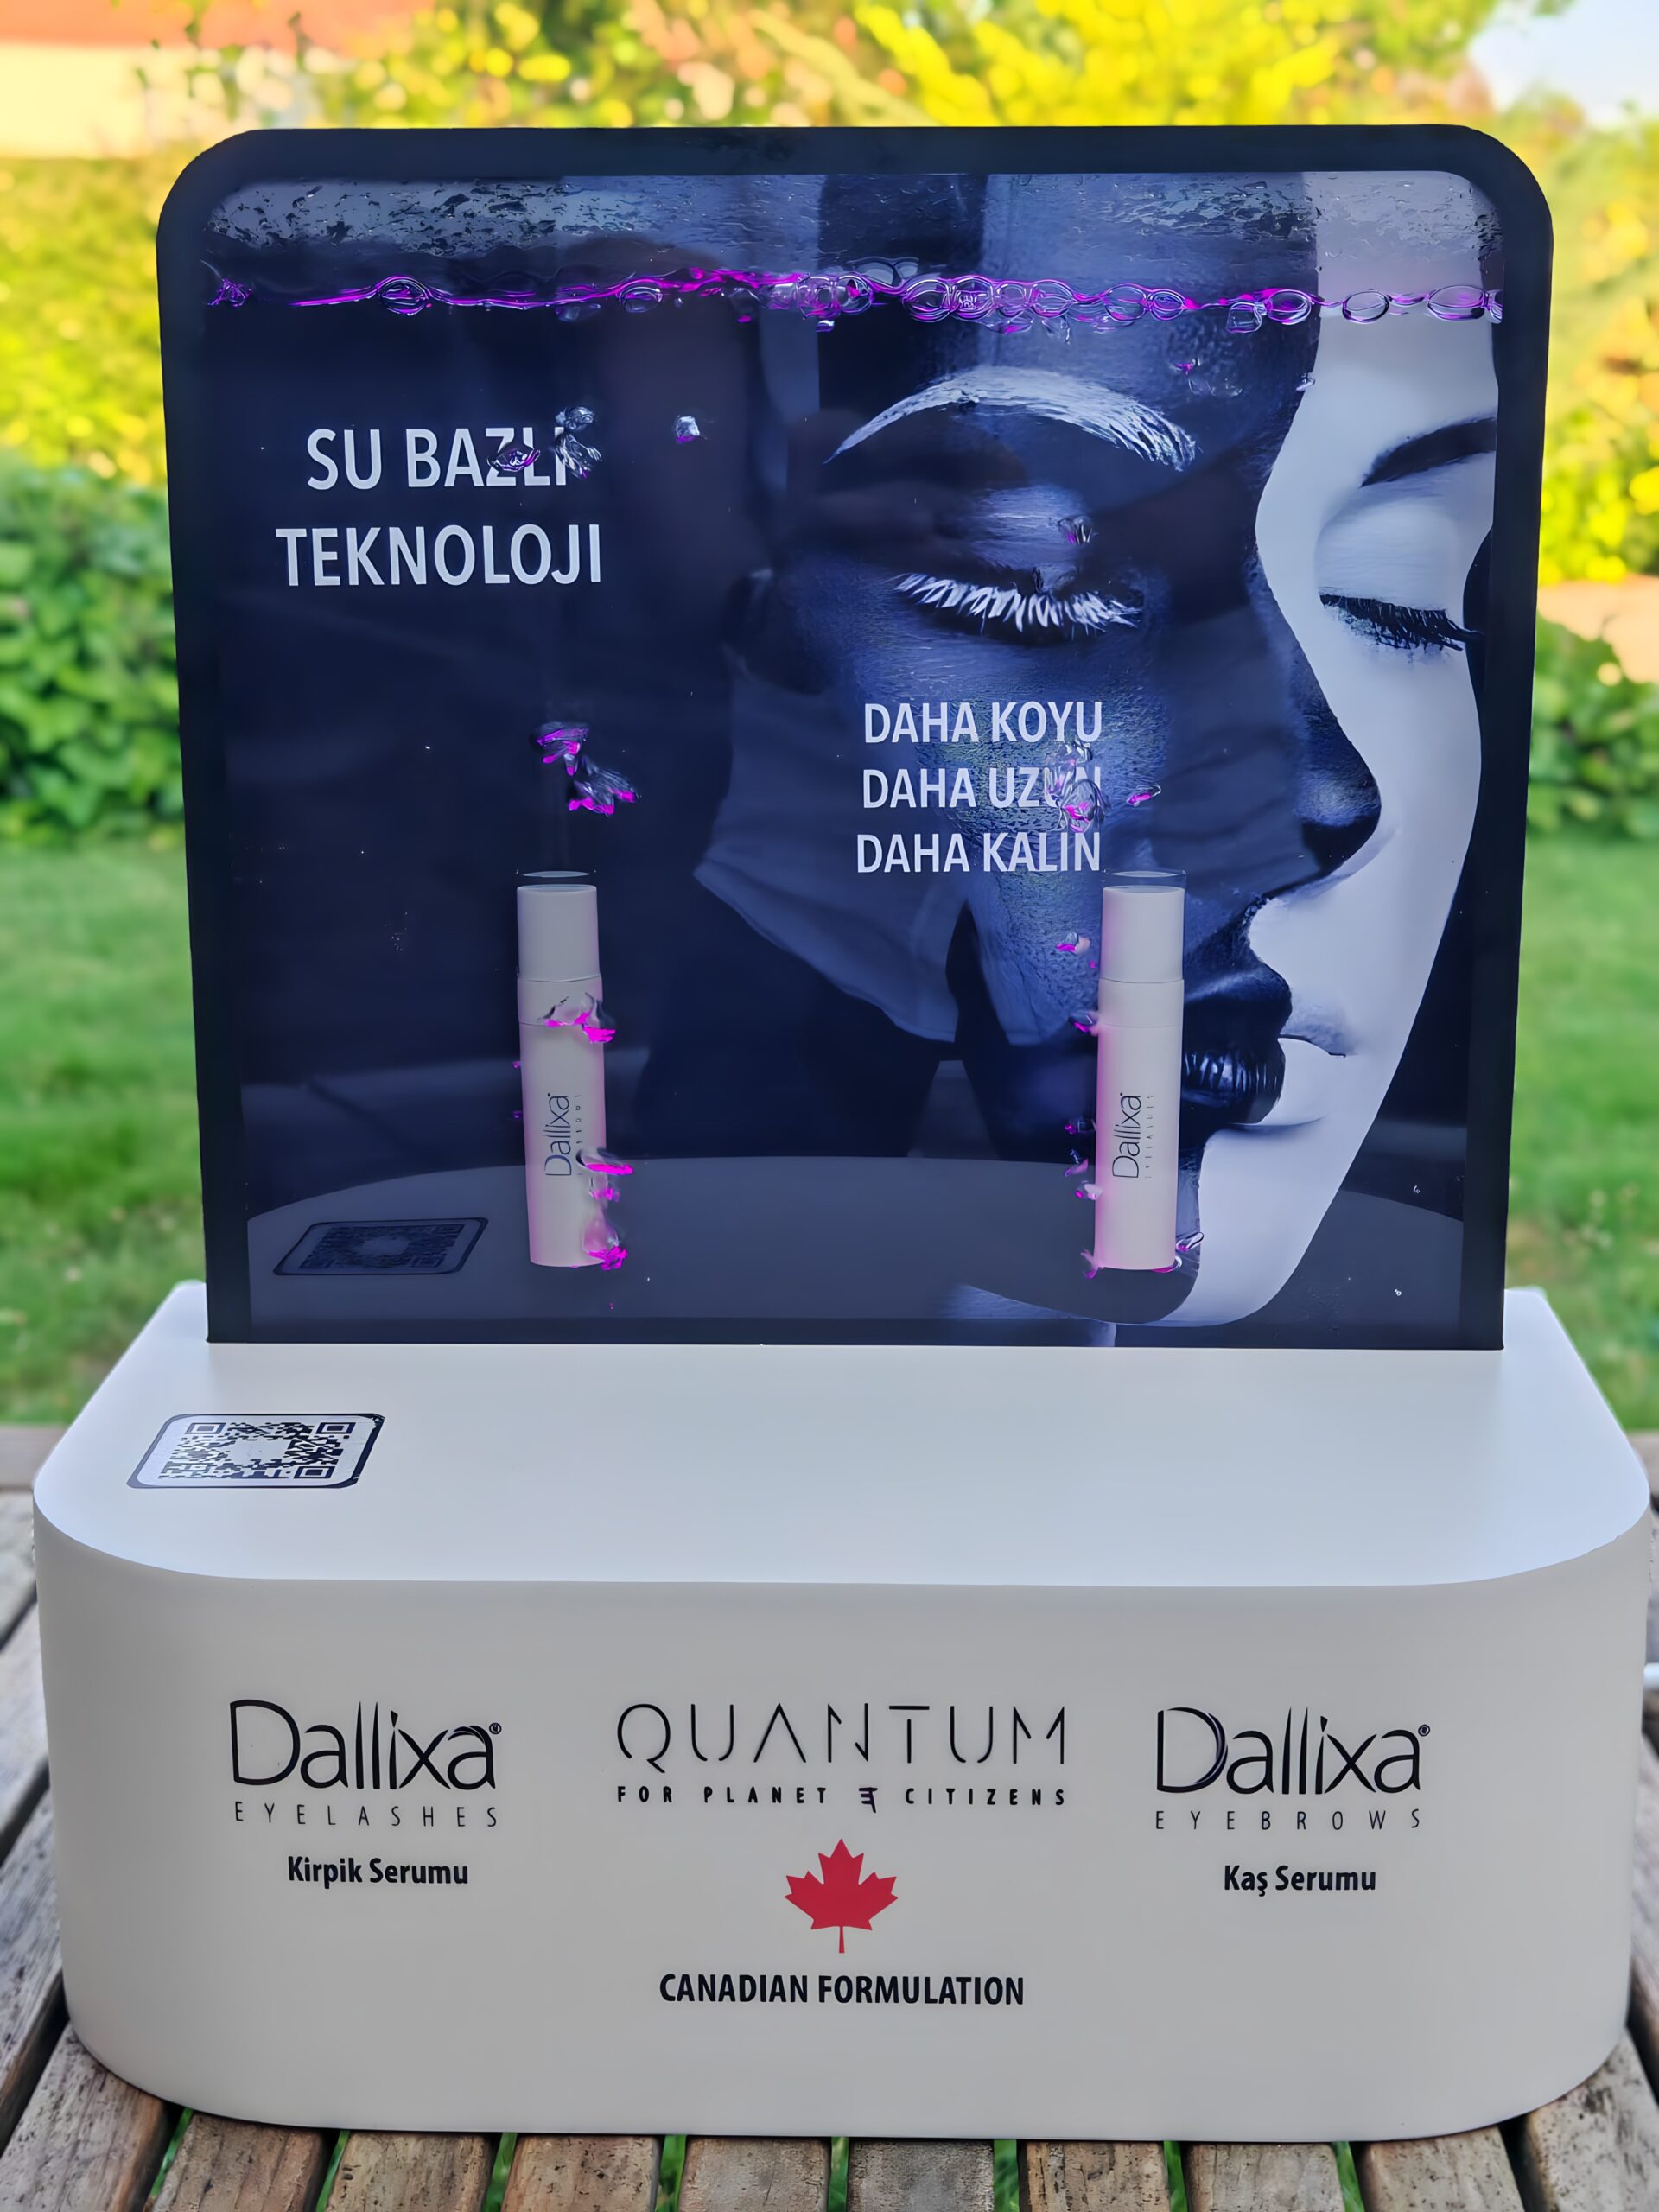 SU BAZLI
TEKNOLOJI
DAHA KOYU
DAHA UZUN
DAHA KALIN
Dallixa
Dallixa
EYELASHES
Dallixa®
EYELASHES
Kirpik Serumu
QUANTUM
FOR PLANET CITIZENS
CANADIAN FORMULATION
Dallixa®
EYEBROWS
Kaş Serumu